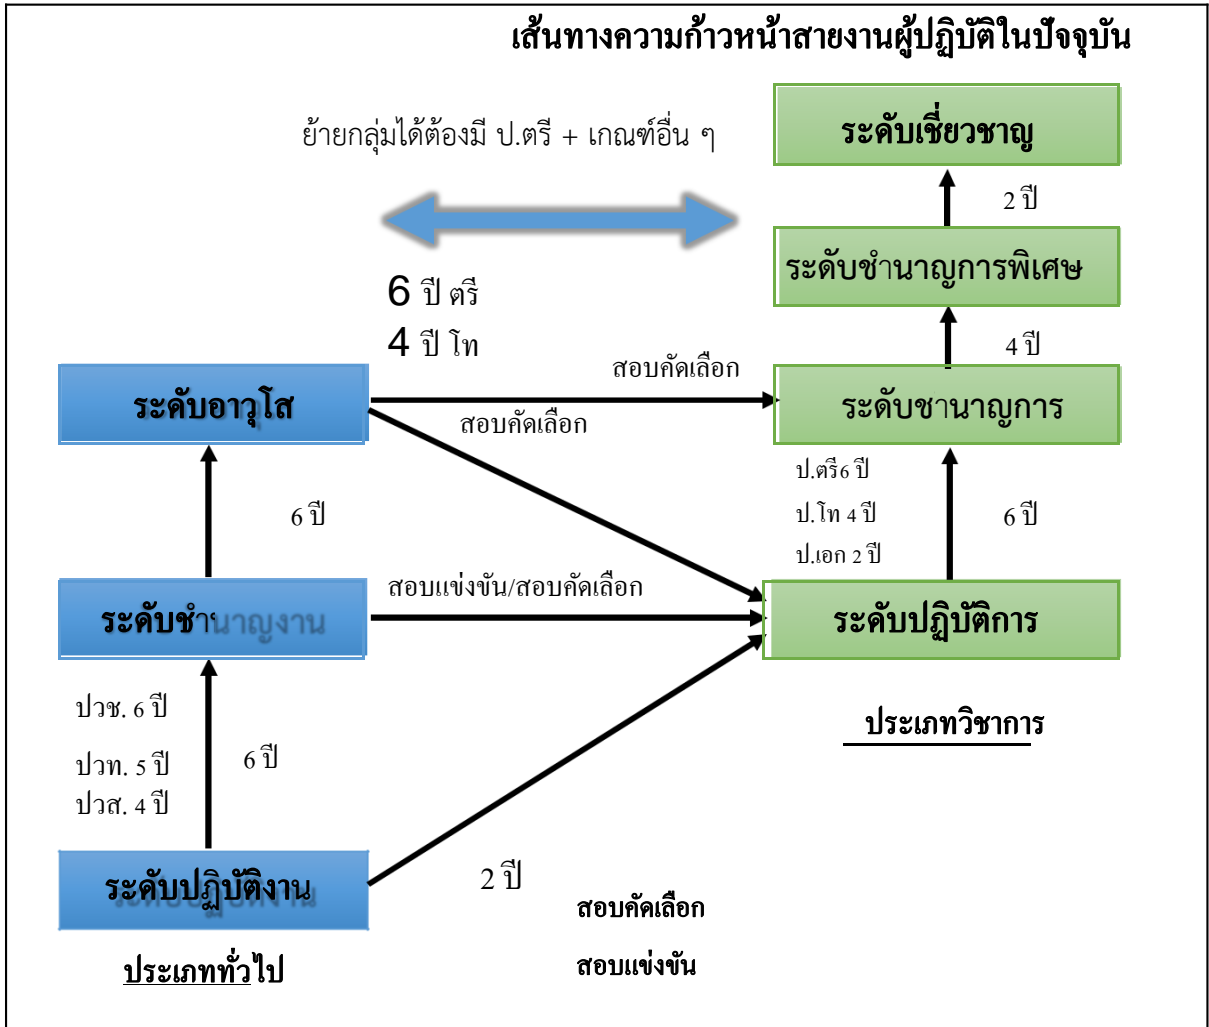 เส้นทางความก้าวหน้าสายงานผู้ปฏิบัติในปัจจุบัน
ย้ายกลุ่มได้ต้องมี ป.ตรี + เกณฑ์อื่น ๆ
ระดับเชี่ยวชาญ
2 ปี
ระดับชำนาญการพิเศษ
6 ปี ตรี
4 ปี โท
4 ปี
สอบคัดเลือก
ระดับอาวุโส
ระดับชานาญการ
สอบคัดเลือก
ป.ตรี6 ปี
ป.โท 4 ปี
ป.เอก 2 ปี
6 ปี
6 ปี
สอบแข่งขัน/สอบคัดเลือก
ระดับชำนาญงาน
ระดับปฏิบัติการ
ปวช. 6 ปี
ปวท. 5 ปี
ปวส. 4 ปี
6 ปี
ประเภทวิชาการ
ระดับปฏิบัติงาน
2 ปี
สอบคัดเลือก
สอบแข่งขัน
ประเภททั่วไป